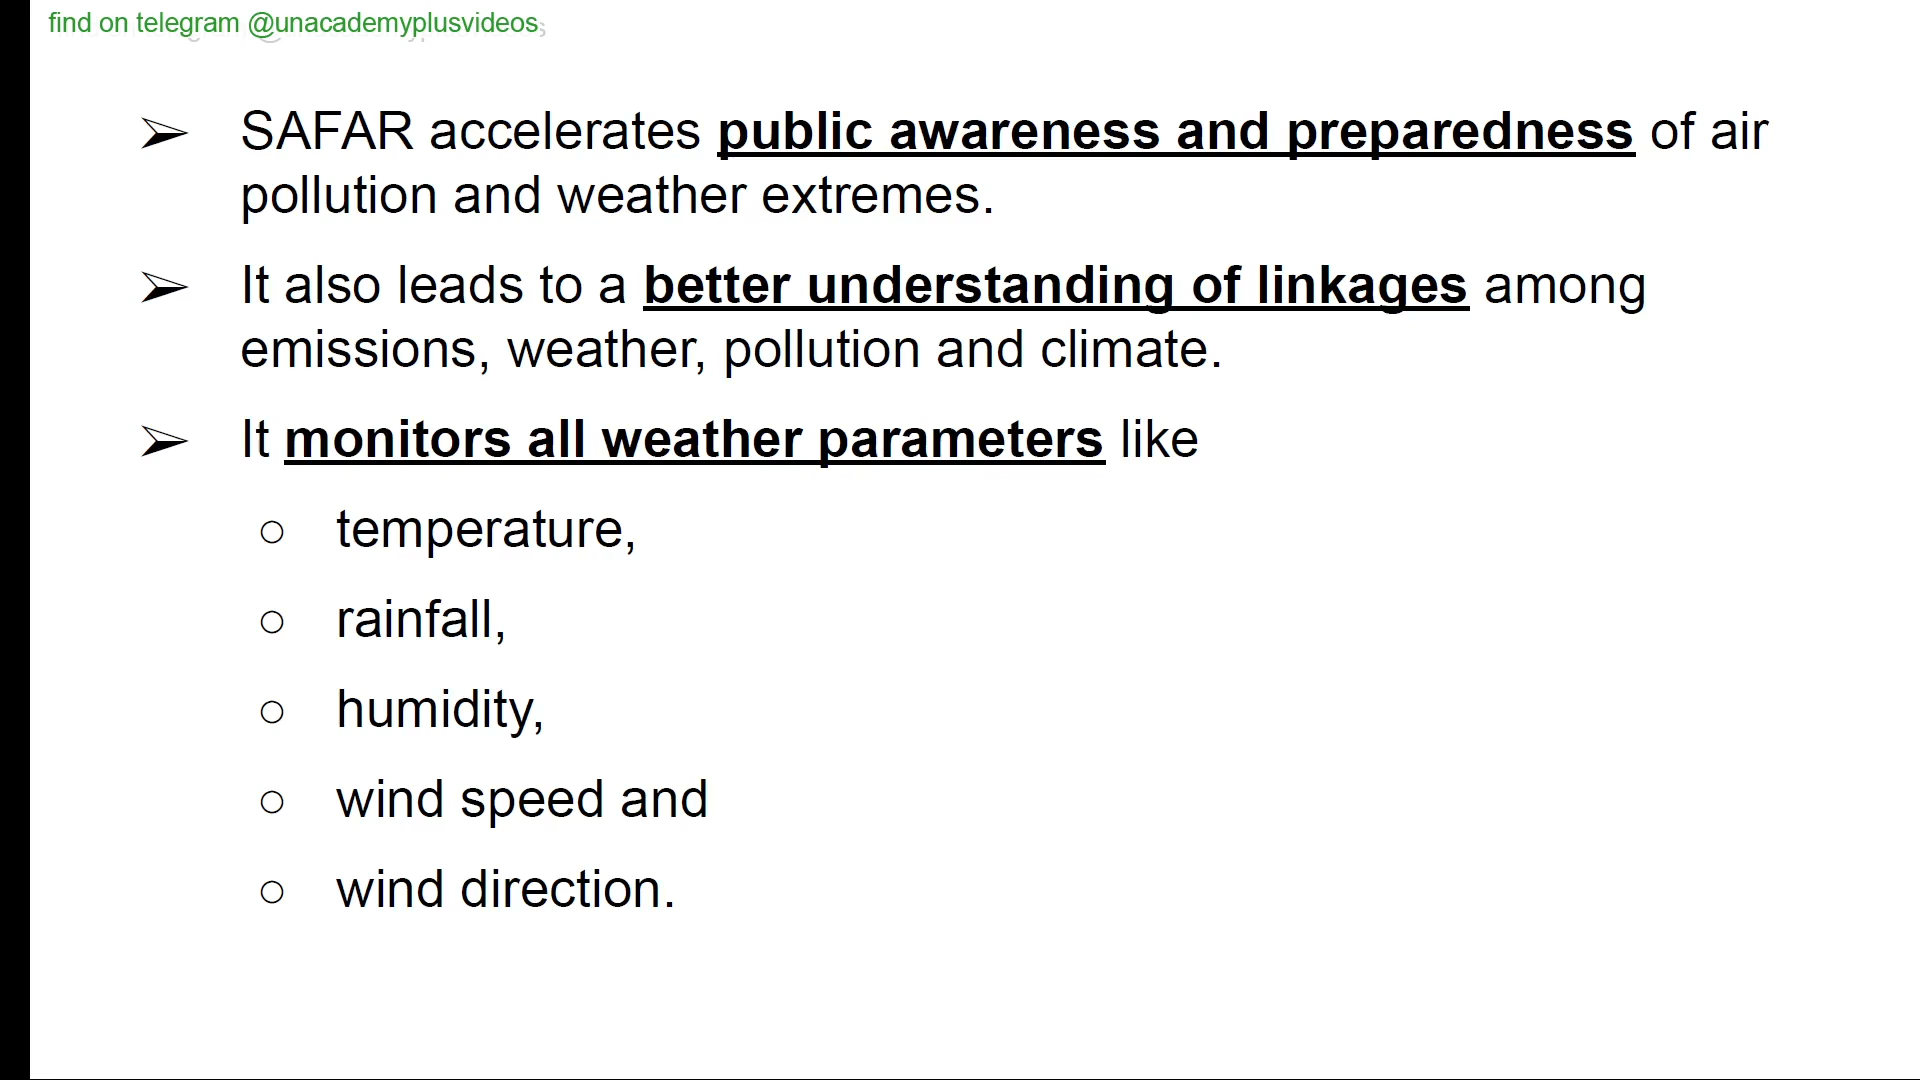 find on telegram @unacademyplusvideos
➢ SAFAR accelerates public awareness and preparedness of air
pollution and weather extremes.
➢ It also leads to a better understanding of linkages among
emissions, weather, pollution and climate.
➢ It monitors all weather parameters like
○ temperature,
○ rainfall,
○ humidity,
○ wind speed and
○ wind direction.